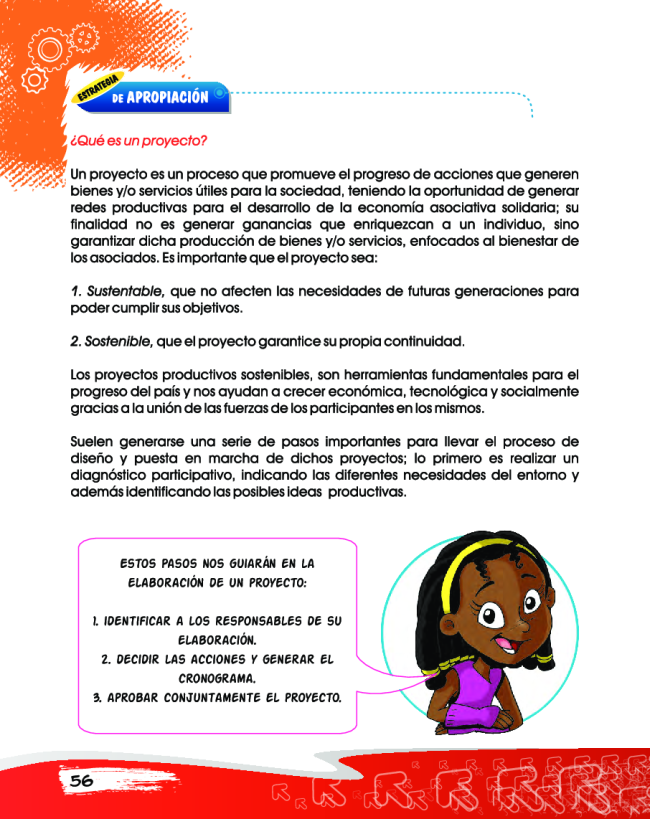 ESTRATEGIA
DE APROPIACIÓN
¿Qué es un proyecto?
Un proyecto es un proceso que promueve el progreso de acciones que generen
bienes y/o servicios útiles para la sociedad, teniendo la oportunidad de generar
redes productivas para el desarrollo de la economía asociativa solidaria; su
finalidad no es generar ganancias que enriquezcan a un individuo, sino
garantizar dicha producción de bienes y/o servicios, enfocados al bienestar de
los asociados. Es importante que el proyecto sea:
1. Sustentable, que no afecten las necesidades de futuras generaciones para
poder cumplir sus objetivos.
2. Sostenible, que el proyecto garantice su propia continuidad.
Los proyectos productivos sostenibles, son herramientas fundamentales para el
progreso del país y nos ayudan a crecer económica, tecnológica y socialmente
gracias a la unión de las fuerzas de los participantes en los mismos.
Suelen generarse una serie de pasos importantes para llevar el proceso de
diseño y puesta en marcha de dichos proyectos; lo primero es realizar un
diagnóstico participativo, indicando las diferentes necesidades del entorno y
además identificando las posibles ideas productivas.
ESTOS PASOS NOS GUIARÁN EN LA
ELABORACIÓN DE UN PROYECTO:
1. IDENTIFICAR A LOS RESPONSABLES DE SU
ELABORACIÓN.
2. DECIDIR LAS ACCIONES Y GENERAR EL
CRONOGRAMA.
3. APROBAR CONJUNTAMENTE EL PROYECTO.
56